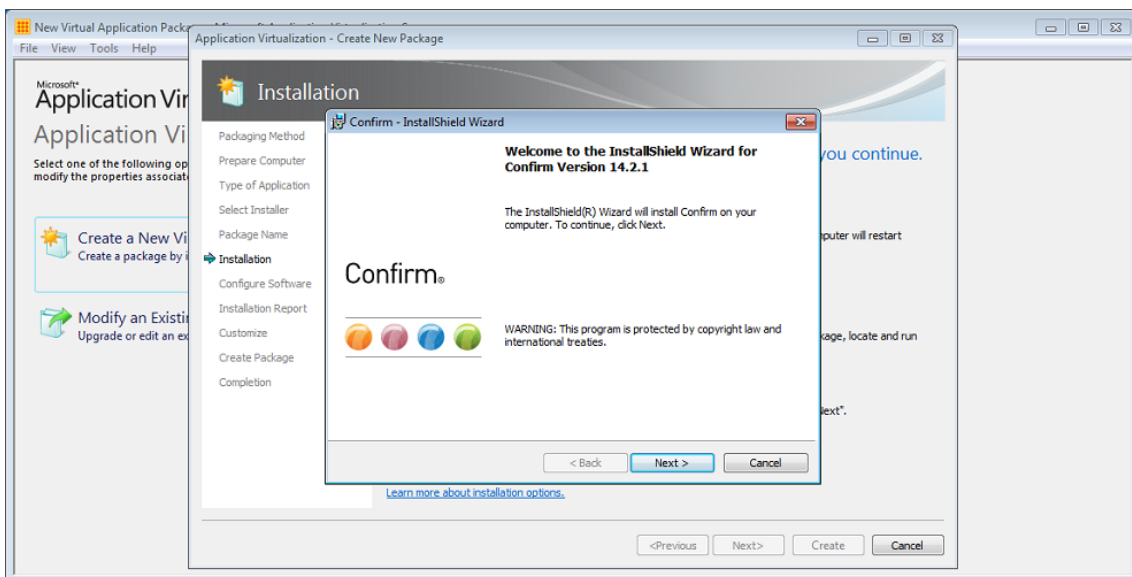 New Virtual Application Packa
File View Tools Help
Microsoft
Application Vir
Application Vi
Select one of the following op
modify the properties associat
Create a New Vi
Create a package by i
Modify an Existi
Upgrade or edit an ex
Application Virtualization - Create New Package
Installation
Packaging Method
Prepare Computer
Type of Application
Select Installer
Package Name
Installation
Configure Software
Installation Report
Customize
Create Package
Completion
you continue.
puter will restart
kage, locate and run
Next".
Learn more about installation options.
<Previous Next> Create Cancel
Confirm - InstallShield Wizard
Welcome to the InstallShield Wizard for
Confirm Version 14.2.1
The InstallShield(R) Wizard will install Confirm on your
computer. To continue, click Next.
Confirm®
WARNING: This program is protected by copyright law and
international treaties.
< Back Next > Cancel